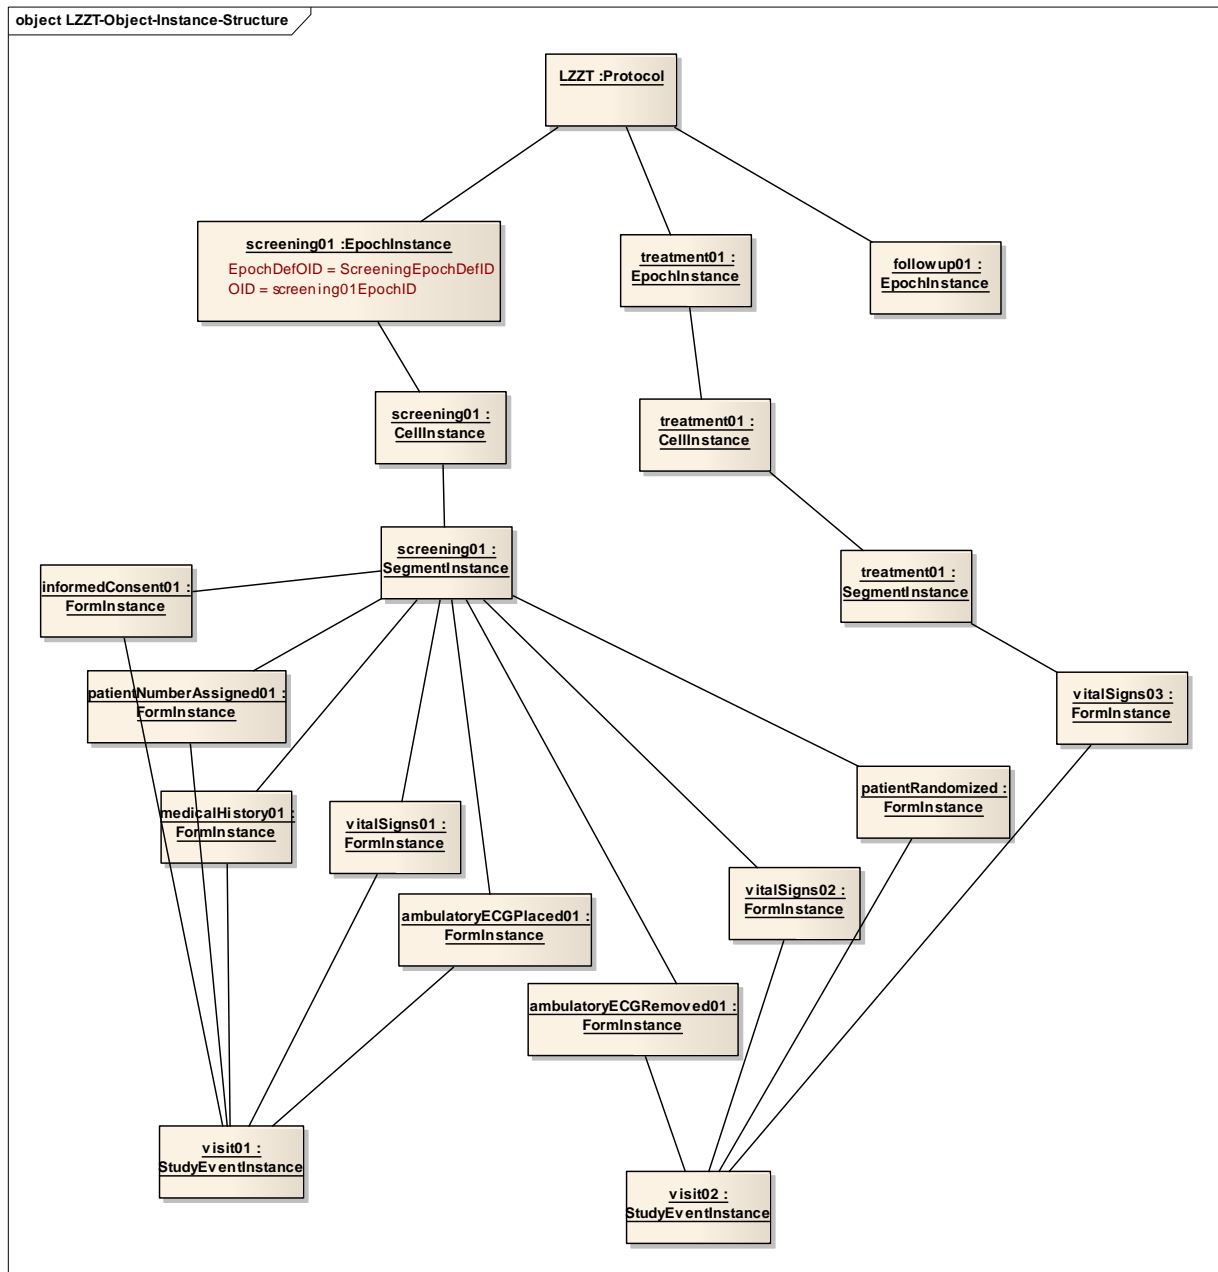 object LZZT-Object-Instance-Structure
LZZT :Protocol
screening01 :EpochInstance
EpochDefOID = ScreeningEpochDefID
OID = screening01EpochID
treatment01 :
EpochInstance
followup01 :
EpochInstance
screening01 :
CellInstance
treatment01 :
CellInstance
screening01 :
SegmentInstance
treatment01 :
SegmentInstance
informedConsent01 :
FormInstance
patientNumberAssigned01 :
FormInstance
vitalSigns03 :
FormInstance
medicalHistory01 :
FormInstance
vitalSigns01 :
FormInstance
patientRandomized :
FormInstance
vitalSigns02 :
FormInstance
ambulatoryECGPlaced01 :
FormInstance
ambulatoryECGRemoved01 :
FormInstance
visit01 :
StudyEventInstance
visit02 :
StudyEventInstance